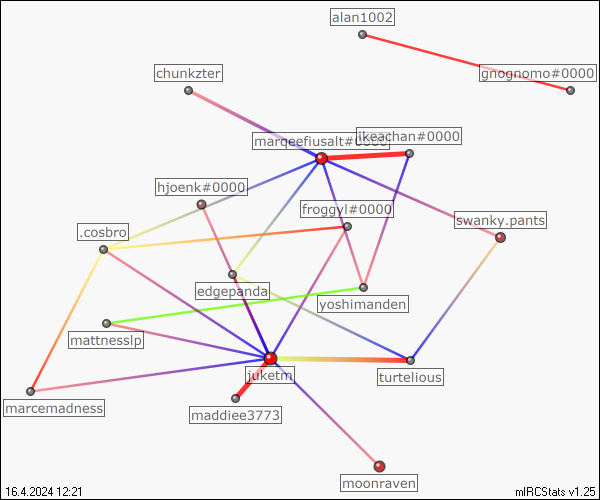 alan1002
chunkzter
gnognomo#0000
marqeefiusalt#0000
ikeachan#0000
hjoenk#0000
froggyl#0000
swanky.pants
.cosbro
edgepanda
yoshimanden
mattnesslp
juketm
turtelious
marcemadness
maddiee3773
moonraven
16.4.2024 12:21
mIRCStats v1.25